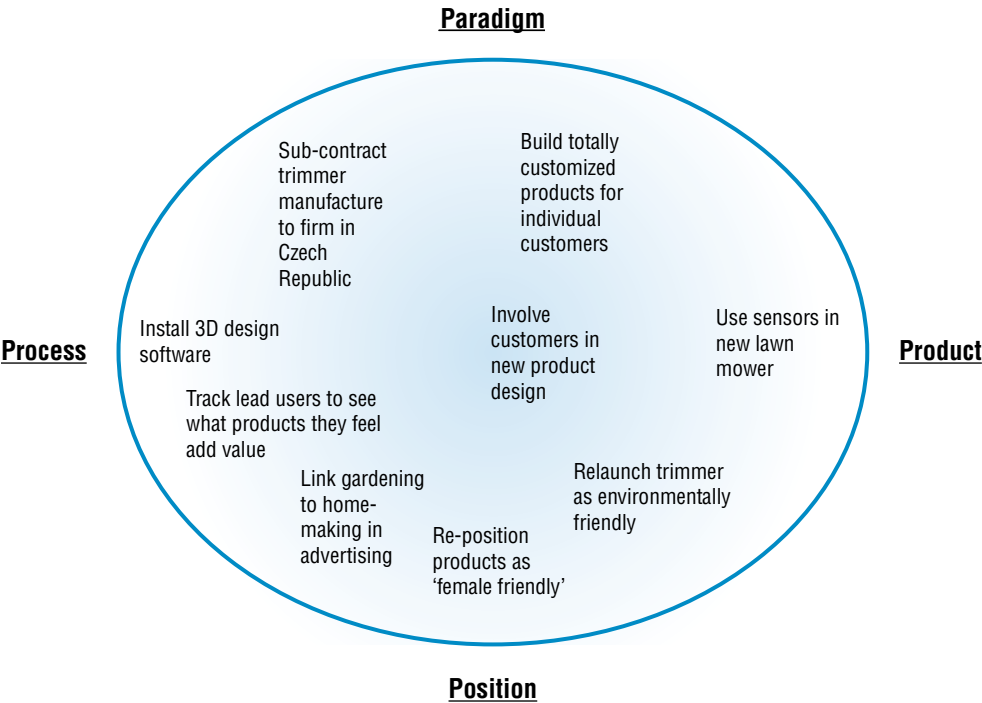 Paradigm
Sub-contract
trimmer
manufacture
to firm in
Czech
Republic
Build totally
customized
products for
individual
customers
Process
Install 3D design
software
Involve
customers in
new product
design
Use sensors in
new lawn
mower
Product
Track lead users to see
what products they feel
add value
Link gardening
to home-
making in
advertising
Relaunch trimmer
as environmentally
friendly
Re-position
products as
‘female friendly’
Position